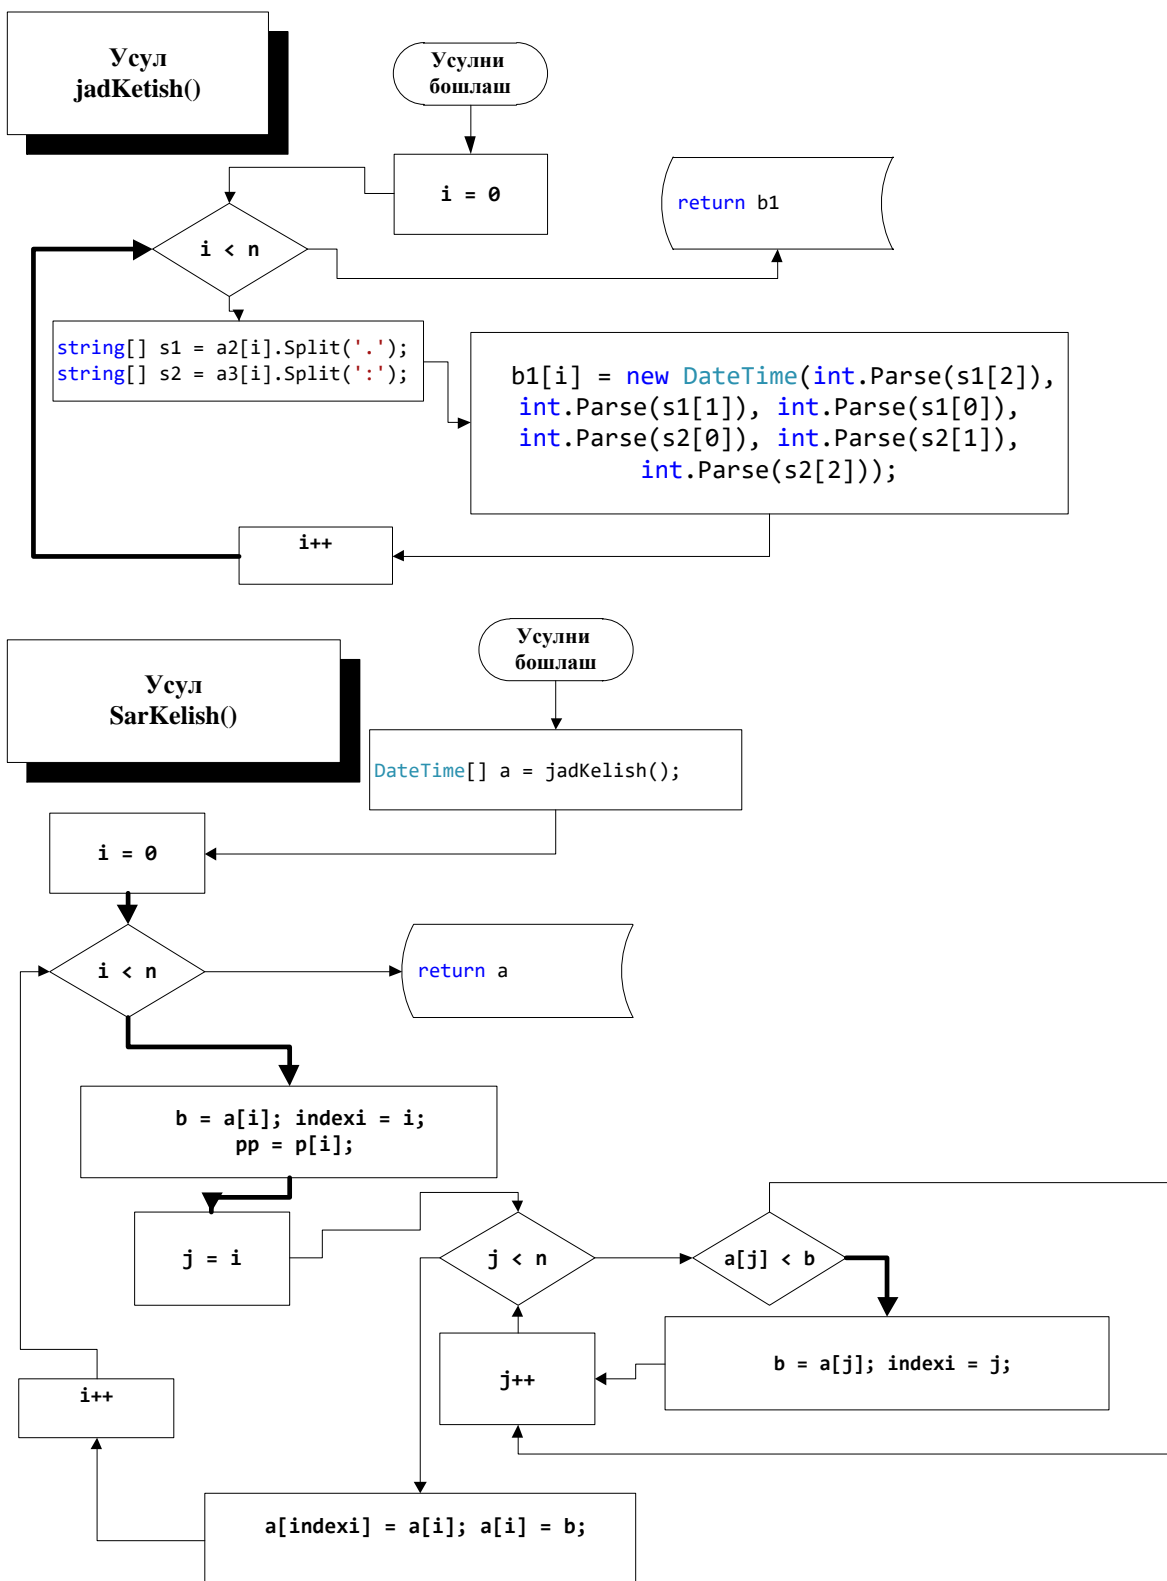 Усул
jadKetish()
Усулни
бошлаш
i = 0
return b1
i < n
string[] s1 = a2[i].Split('.');
string[] s2 = a3[i].Split(':');
b1[i] = new DateTime(int.Parse(s1[2]),
int.Parse(s1[1]), int.Parse(s1[0]),
int.Parse(s2[0]), int.Parse(s2[1]),
int.Parse(s2[2]));
i++
Усулни
бошлаш
Усул
SarKelish()
DateTime[] a = jadKelish();
i = 0
i < n
return a
b = a[i]; indexi = i;
pp = p[i];
j = i
j < n
a[j] < b
b = a[j]; indexi = j;
j++
i++
a[indexi] = a[i]; a[i] = b;